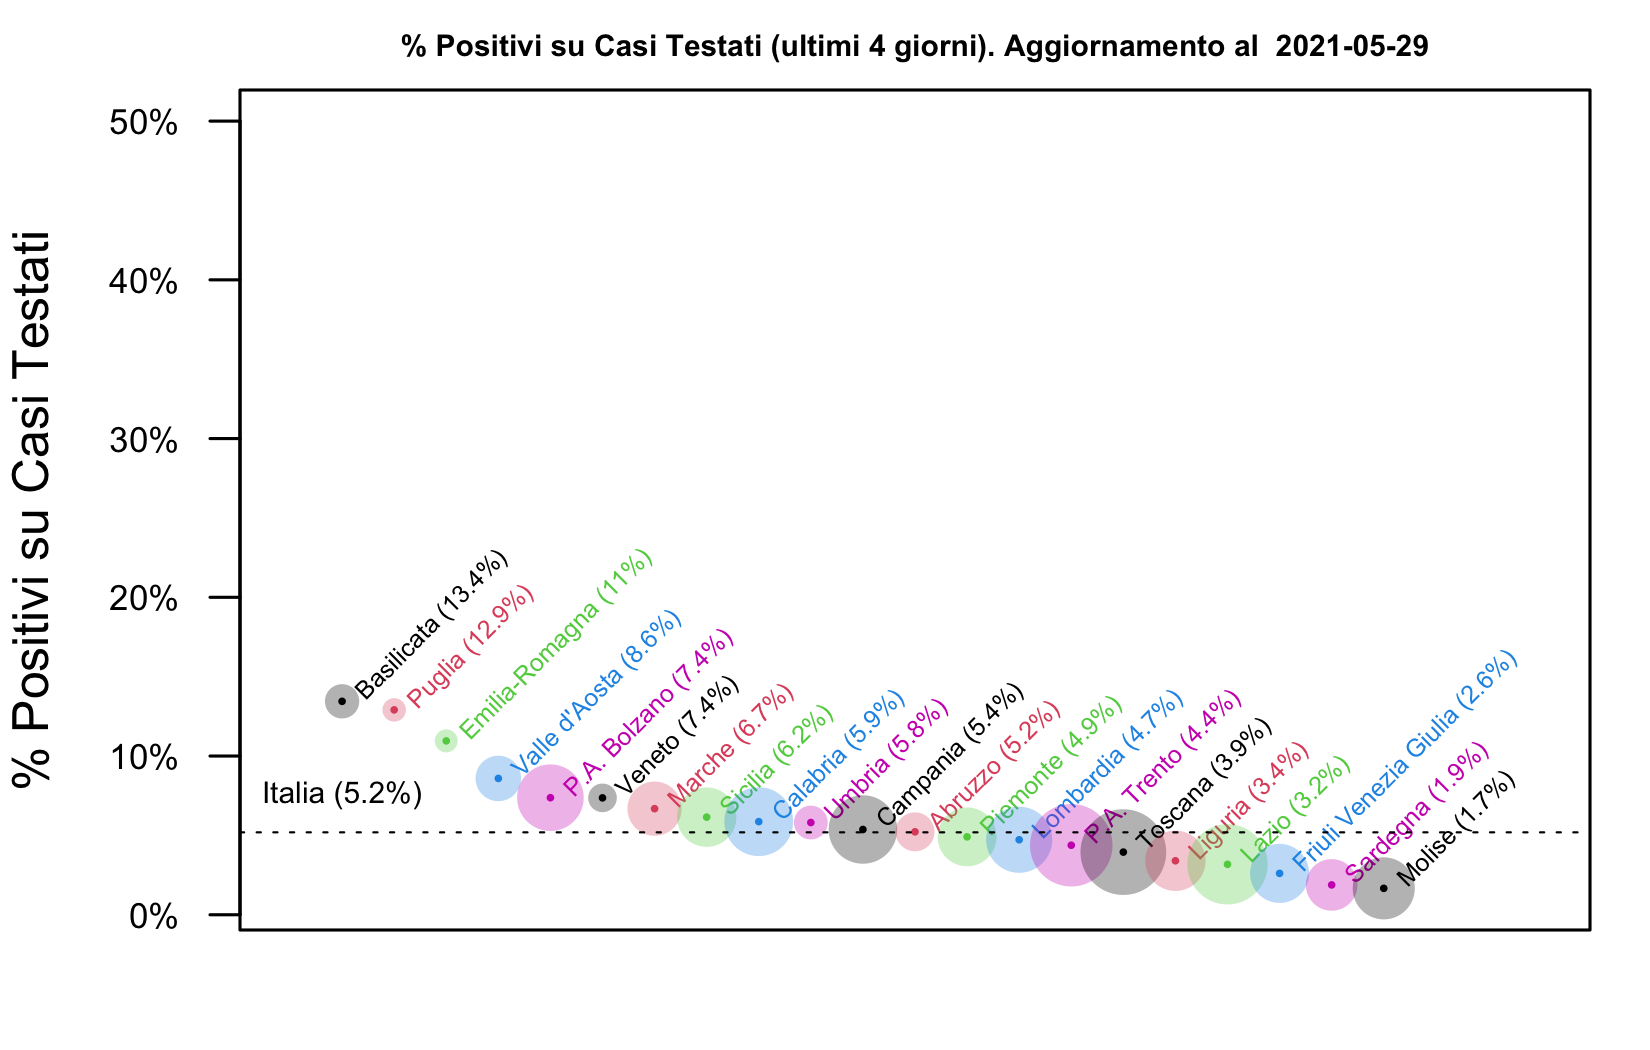 % Positivi su Casi Testati (ultimi 4 giorni). Aggiornamento al  2021-05-29
% Positivi su Casi Testati
50%
40%
30%
20%
10%
0%
Italia (5.2%)
Basilicata (13.4%)
Puglia (12.9%)
Emilia-Romagna (11%)
Valle d'Aosta (8.6%)
P.A. Bolzano (7.4%)
Veneto (7.4%)
Marche (6.7%)
Sicilia (6.2%)
Calabria (5.9%)
Umbria (5.8%)
Campania (5.4%)
Abruzzo (5.2%)
Piemonte (4.9%)
Lombardia (4.7%)
P.A. Trento (4.4%)
Toscana (3.9%)
Liguria (3.4%)
Lazio (3.2%)
Friuli Venezia Giulia (2.6%)
Sardegna (1.9%)
Molise (1.7%)